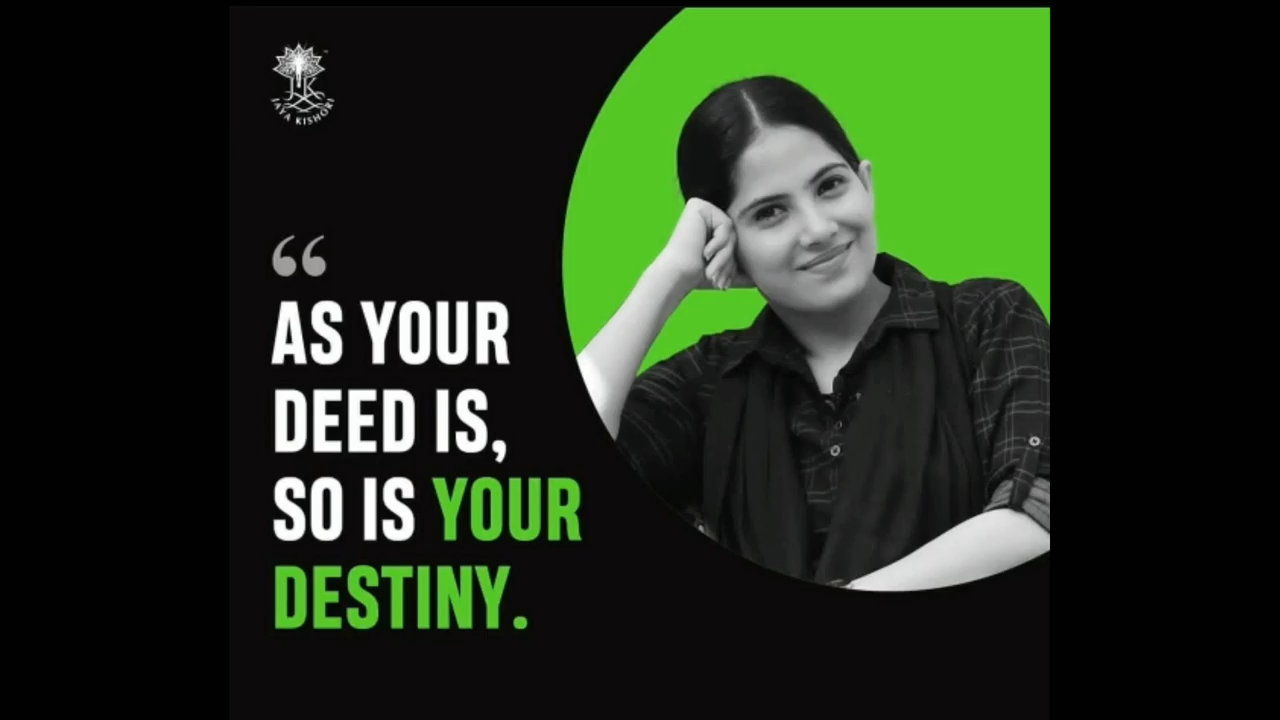 JAYA KISHORI
“
AS YOUR
DEED IS,
SO IS YOUR
DESTINY.